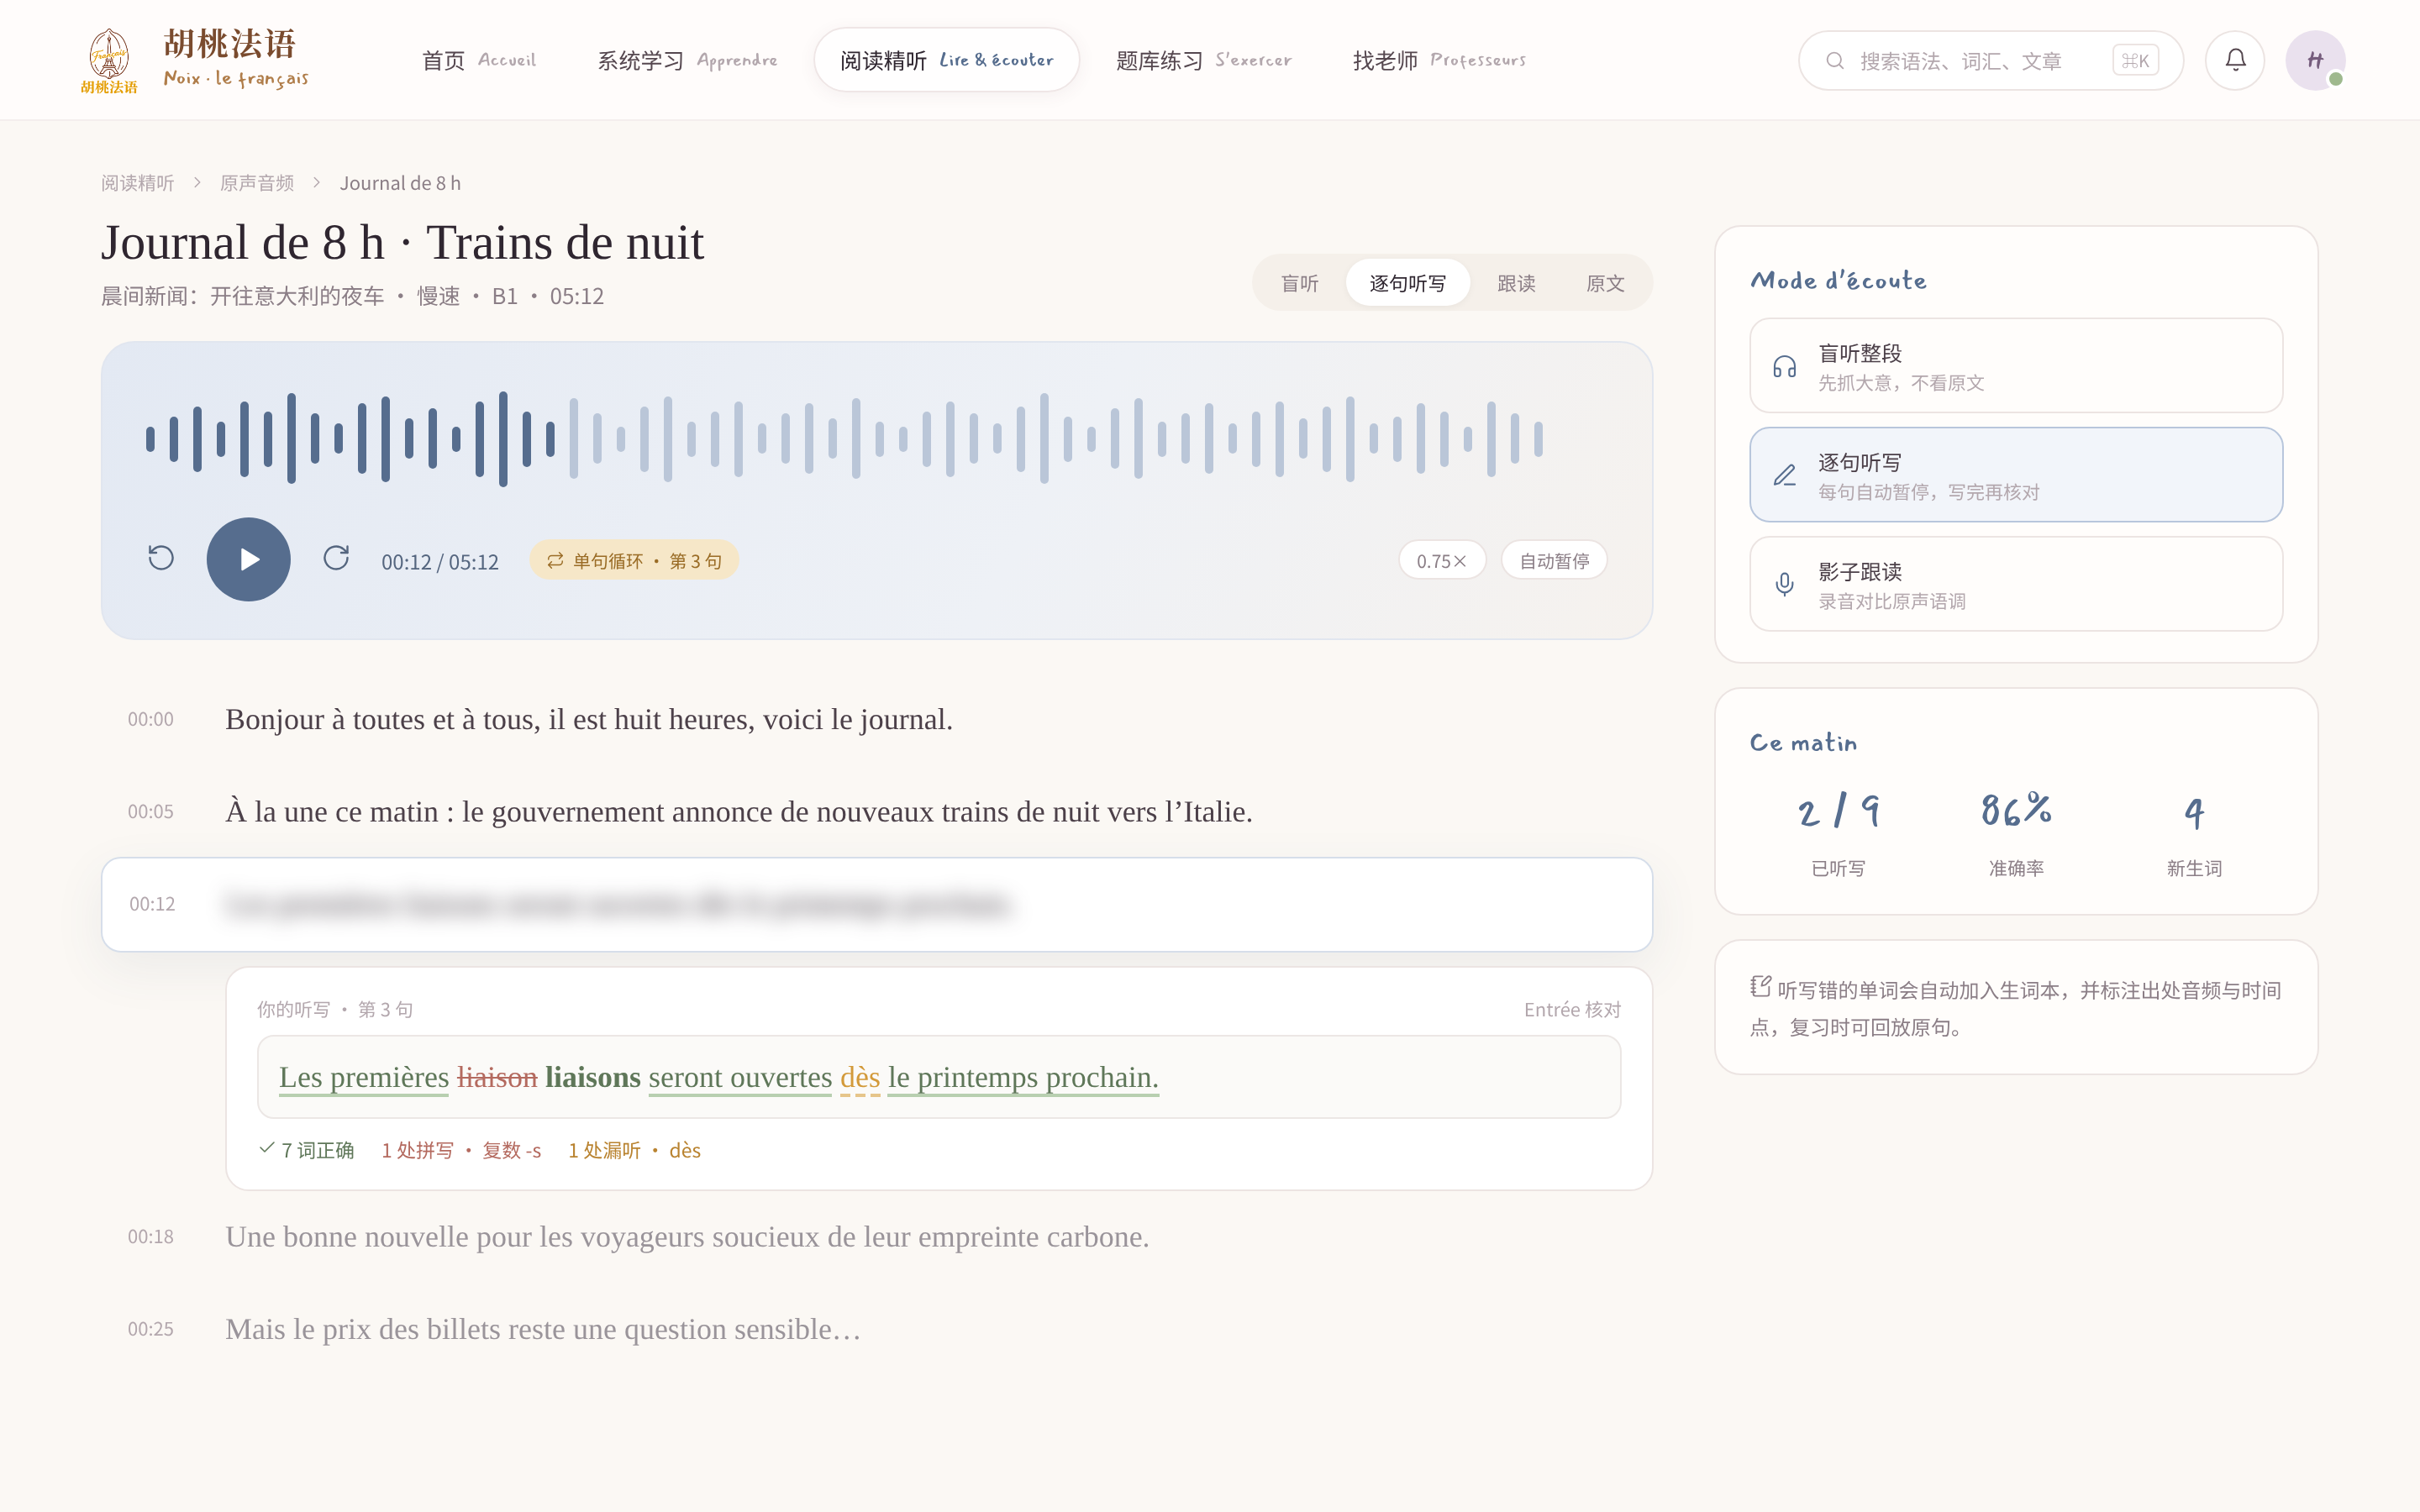 Français
胡桃法语
胡桃法语
Noix · le français
首页 Accueil
系统学习 Apprendre
阅读精听 Lire & écouter
题库练习 S'exercer
找老师 Professeurs
搜索语法、词汇、文章 ⌘K
H
阅读精听 > 原声音频 > Journal de 8 h
Journal de 8 h · Trains de nuit
晨间新闻：开往意大利的夜车 · 慢速 · B1 · 05:12
盲听 逐句听写 跟读 原文
00:12 / 05:12
单句循环 · 第 3 句
0.75×
自动暂停
00:00 Bonjour à toutes et à tous, il est huit heures, voici le journal.
00:05 À la une ce matin : le gouvernement annonce de nouveaux trains de nuit vers l’Italie.
00:12
你的听写 · 第 3 句
Entrée 核对
Les premières liaison liaisons seront ouvertes dès le printemps prochain.
7 词正确 1 处拼写 · 复数 -s 1 处漏听 · dès
00:18 Une bonne nouvelle pour les voyageurs soucieux de leur empreinte carbone.
00:25 Mais le prix des billets reste une question sensible…
Mode d'écoute
盲听整段
先抓大意，不看原文
逐句听写
每句自动暂停，写完再核对
影子跟读
录音对比原声语调
Ce matin
2 / 9 86% 4
已听写 准确率 新生词
听写错的单词会自动加入生词本，并标注出处音频与时间
点，复习时可回放原句。